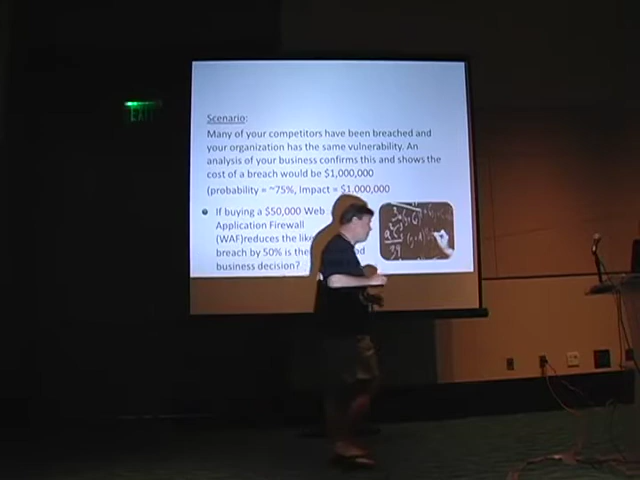 EXIT
Scenario:
Many of your competitors have been breached and
your organization has the same vulnerability. An
analysis of your business confirms this and shows the
cost of a breach would be $1,000,000
(probability = ~75%, Impact = $1,000,000
If buying a $50,000 Web
Application Firewall
(WAF)reduces the
breach by 50% is
business decision?